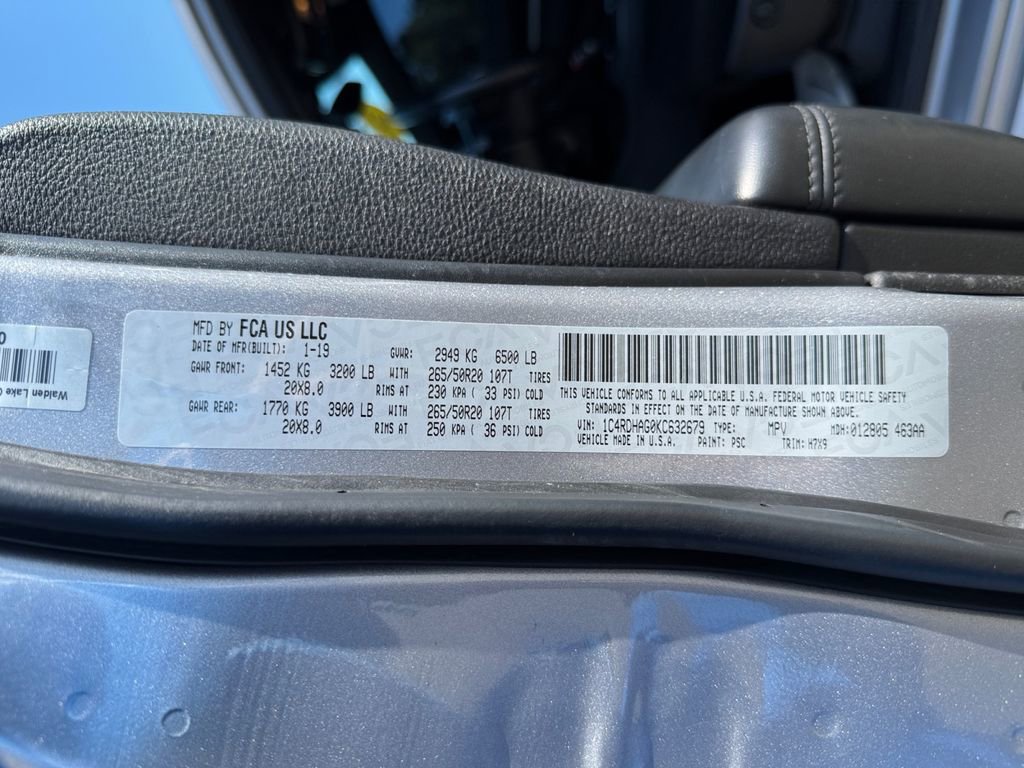 MFD BY FCA US LLC
DATE OF MFR(BUILT): 1-19 GVWR: 2949 KG 6500 LB
GAWR FRONT: 1452 KG 3200 LB WITH 265/50R20 107T TIRES
20X8.0 RIMS AT 230 KPA ( 33 PSI) COLD
GAWR REAR: 1770 KG 3900 LB WITH 265/50R20 107T TIRES
20X8.0 RIMS AT 250 KPA ( 36 PSI) COLD
THIS VEHICLE CONFORMS TO ALL APPLICABLE U.S.A. FEDERAL MOTOR VEHICLE SAFETY
STANDARDS IN EFFECT ON THE DATE OF MANUFACTURE SHOWN ABOVE.
VIN: 1C4RDHAG0KC632679 TYPE: MPV MDH: 012805 463AA
VEHICLE MADE IN U.S.A. PAINT: PSC TRIM: H7X9
Walden Lake